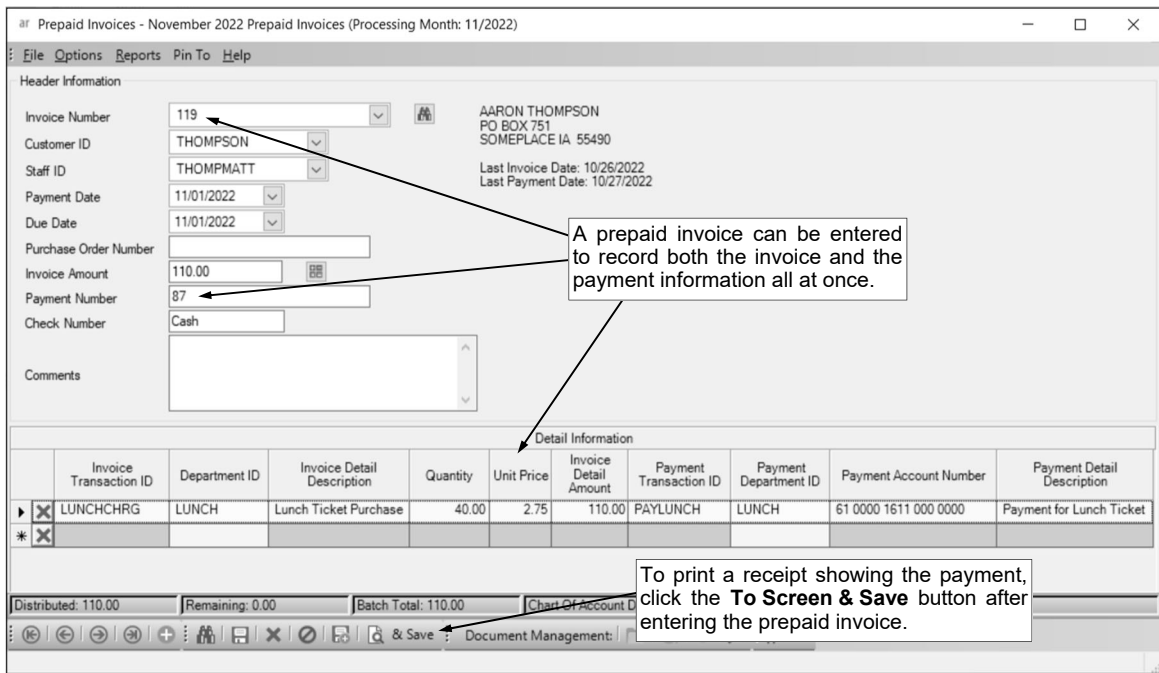 ar Prepaid Invoices - November 2022 Prepaid Invoices (Processing Month: 11/2022)
File Options Reports Pin To Help
Header Information
Invoice Number 119
Customer ID THOMPSON
Staff ID THOMPMATT
Payment Date 11/01/2022
Due Date 11/01/2022
Purchase Order Number
Invoice Amount 110.00
Payment Number 87
Check Number Cash
Comments
AARON THOMPSON
PO BOX 751
SOMEPLACE IA 55490
Last Invoice Date: 10/26/2022
Last Payment Date: 10/27/2022
A prepaid invoice can be entered
to record both the invoice and the
payment information all at once.
Detail Information
Invoice Transaction ID Department ID Invoice Detail Description Quantity Unit Price Invoice Detail Amount Payment Transaction ID Payment Department ID Payment Account Number Payment Detail Description
LUNCHCHRG LUNCH Lunch Ticket Purchase 40.00 2.75 110.00 PAYLUNCH LUNCH 61 0000 1611 000 0000 Payment for Lunch Ticket
To print a receipt showing the payment,
click the To Screen & Save button after
entering the prepaid invoice.
Distributed: 110.00 Remaining: 0.00 Batch Total: 110.00 Chart Of Account D
& Save Document Management: